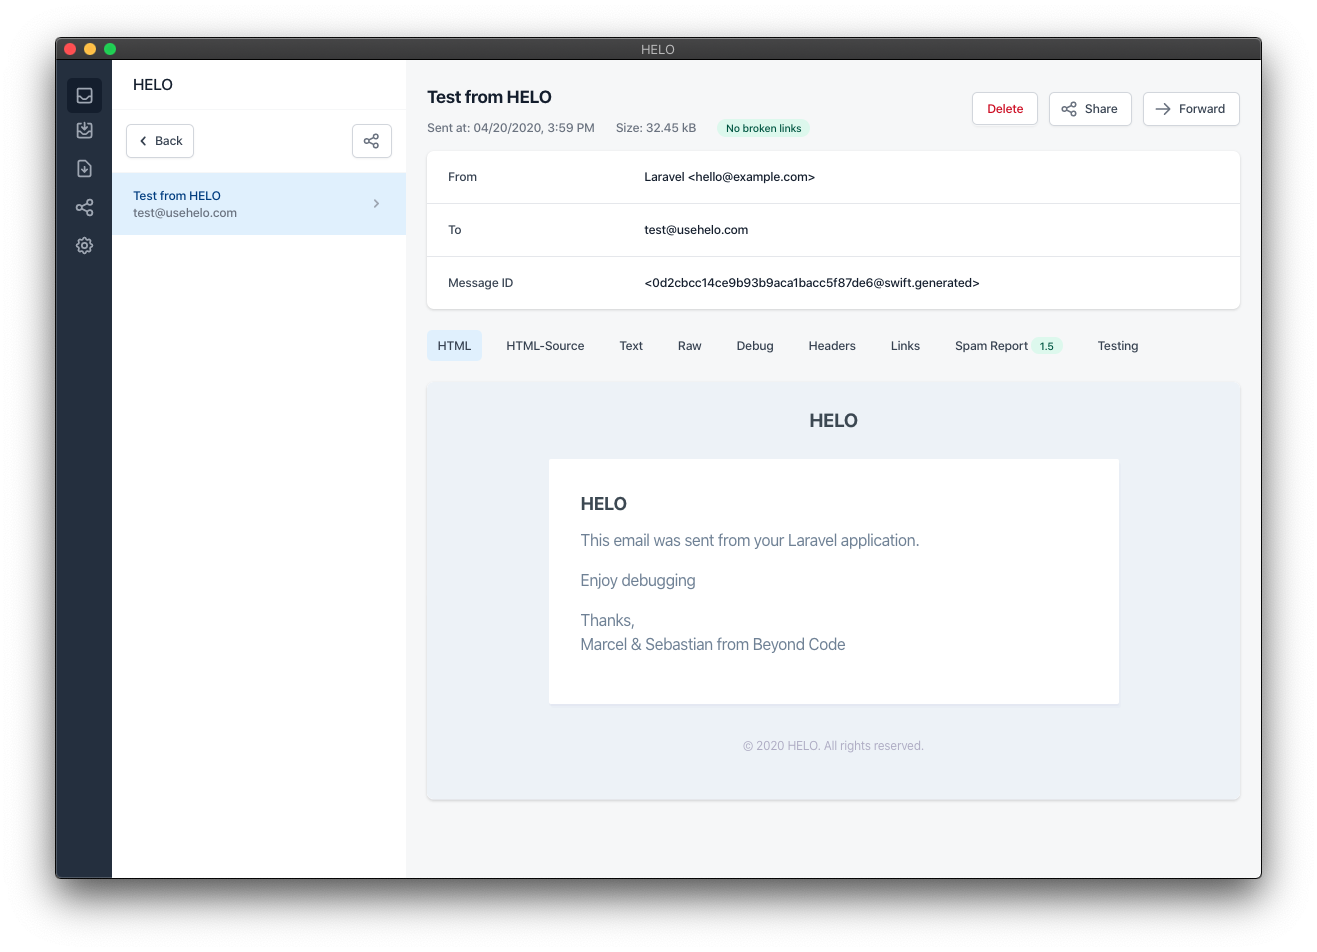 HELO
HELO
Back
Test from HELO
test@usehelo.com
Test from HELO
Sent at: 04/20/2020, 3:59 PM Size: 32.45 kB No broken links
Delete Share Forward
From Laravel <hello@example.com>
To test@usehelo.com
Message ID <0d2cbcc14ce9b93b9aca1bacc5f87de6@swift.generated>
HTML HTML-Source Text Raw Debug Headers Links Spam Report 1.5 Testing
HELO
HELO
This email was sent from your Laravel application.
Enjoy debugging
Thanks,
Marcel & Sebastian from Beyond Code
© 2020 HELO. All rights reserved.